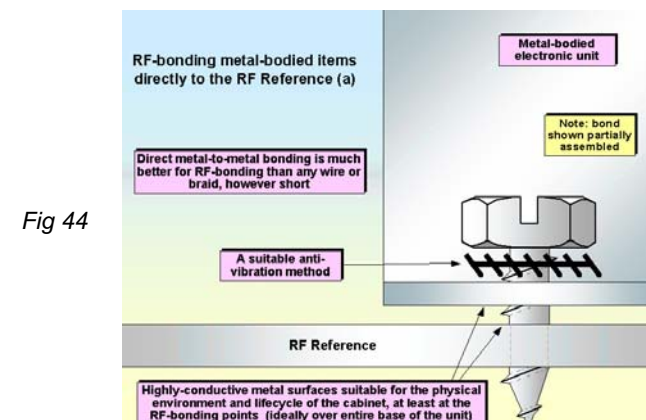 RF-bonding metal-bodied items
directly to the RF Reference (a)
Metal-bodied
electronic unit
Note: bond
shown partially
assembled
Direct metal-to-metal bonding is much
better for RF-bonding than any wire or
braid, however short
Fig 44
A suitable anti-
vibration method
RF Reference
Highly-conductive metal surfaces suitable for the physical
environment and lifecycle of the cabinet, at least at the
RF-bonding points (ideally over entire base of the unit)